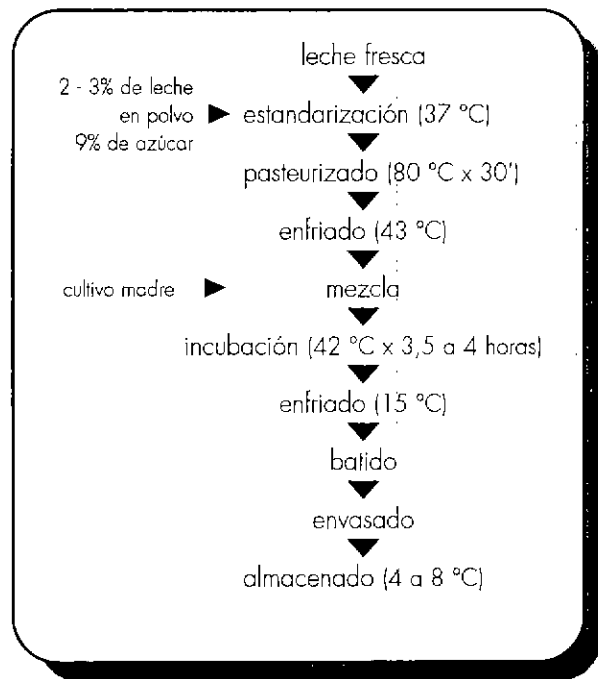 leche fresca
2 - 3% de leche
en polvo
9% de azúcar
estandarización (37 °C)
pasteurizado (80 °C x 30')
enfriado (43 °C)
cultivo madre
mezcla
incubación (42 °C x 3,5 a 4 horas)
enfriado (15 °C)
batido
envasado
almacenado (4 a 8 °C)